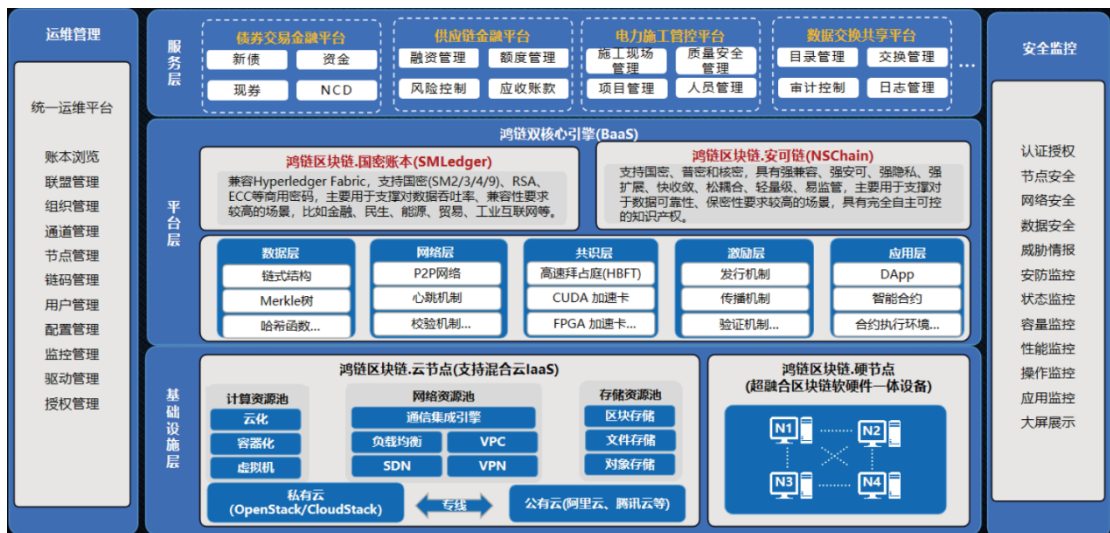 运维管理
统一运维平台
账本浏览
联盟管理
组织管理
通道管理
节点管理
链码管理
用户管理
配置管理
监控管理
驱动管理
授权管理
服务层
债券交易金融平台
新债
资金
现券
NCD
供应链金融平台
融资管理
额度管理
风险控制
应收账款
电力施工管控平台
施工现场
管理
质量安全
管理
项目管理
人员管理
数据交换共享平台
目录管理
交换管理
审计控制
日志管理
...
平台层
鸿链双核心引擎(BaaS)
鸿链区块链.国密账本(SMLedger)
兼容Hyperledger Fabric，支持国密(SM2/3/4/9)、RSA、
ECC等商用密码，主要用于支撑对数据吞吐率、兼容性要求
较高的场景，比如金融、民生、能源、贸易、工业互联网等。
鸿链区块链.安可链(NSChain)
支持国密、普密和核密，具有强兼容、强安可、强隐私、强
扩展、快收敛、松耦合、轻量级、易监管，主要用于支撑对
于数据可靠性、保密性要求较高的场景，具有完全自主可控
的知识产权。
数据层
链式结构
Merkle树
哈希函数...
网络层
P2P网络
心跳机制
校验机制...
共识层
高速拜占庭(HBFT)
CUDA 加速卡
FPGA 加速卡...
激励层
发行机制
传播机制
验证机制...
应用层
DApp
智能合约
合约执行环境...
基础设施层
鸿链区块链.云节点(支持混合云IaaS)
计算资源池
云化
容器化
虚拟机
网络资源池
通信集成引擎
负载均衡
VPC
SDN
VPN
存储资源池
区块存储
文件存储
对象存储
私有云
(OpenStack/CloudStack)
专线
公有云(阿里云、腾讯云等)
鸿链区块链.硬节点
(超融合区块链软硬件一体设备)
N1
N2
N3
N4
安全监控
认证授权
节点安全
网络安全
数据安全
威胁情报
安防监控
状态监控
容量监控
性能监控
操作监控
应用监控
大屏展示